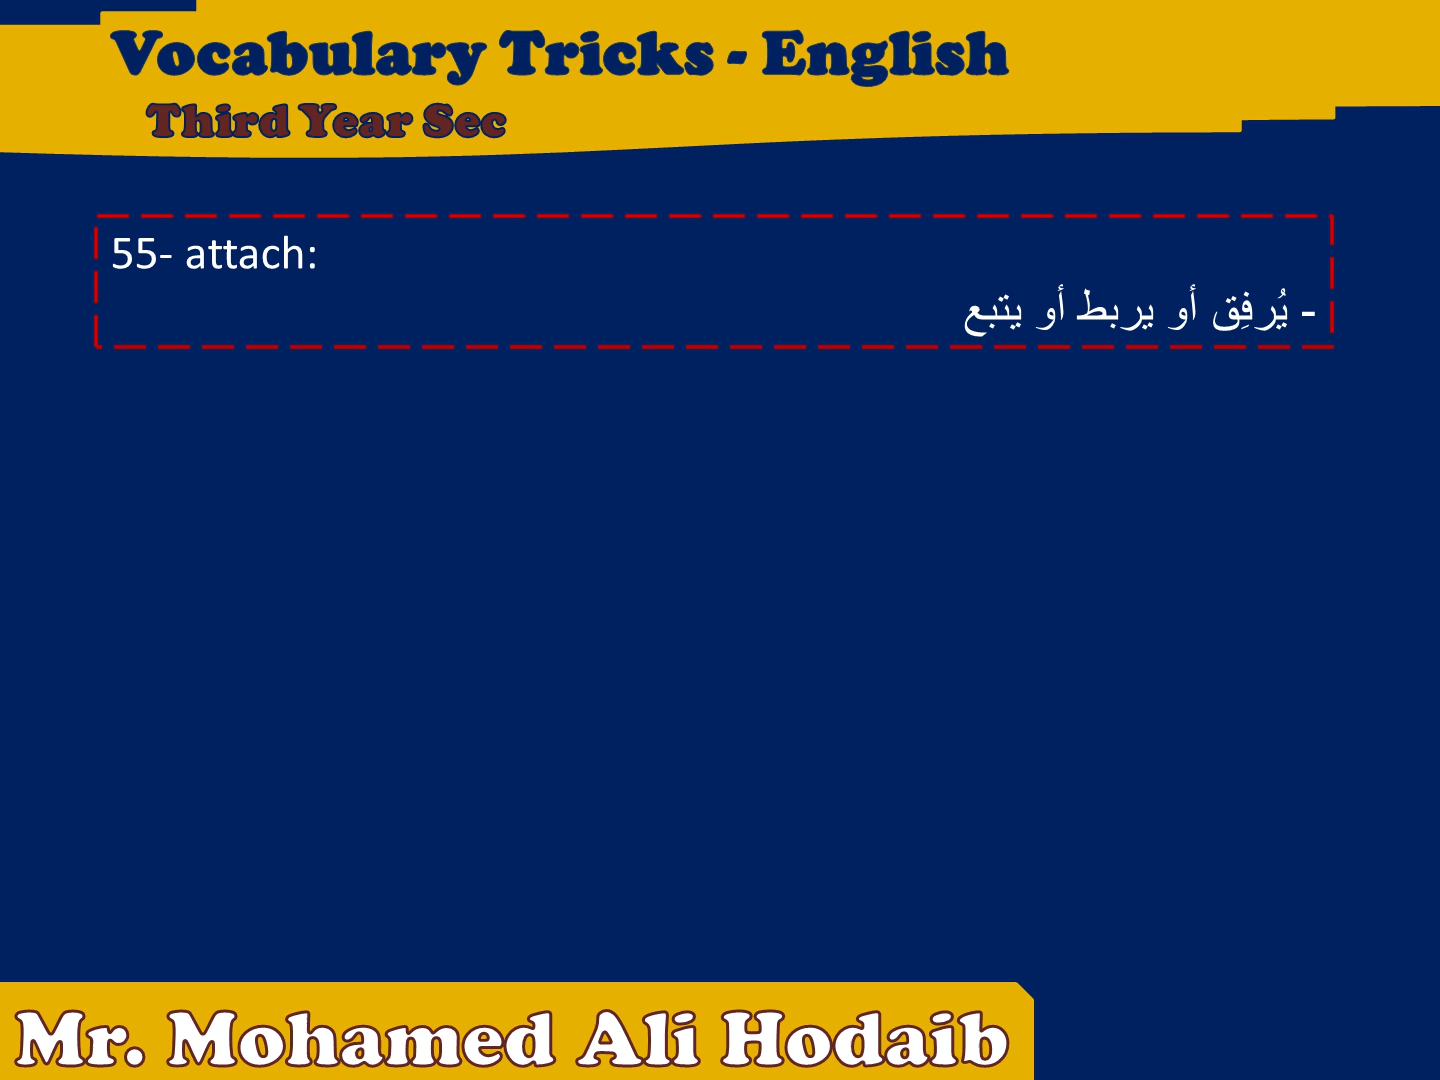 Vocabulary Tricks - English
Third Year Sec
55- attach:
- يُرفِق أو يربط أو يتبع
Mr. Mohamed Ali Hodaib